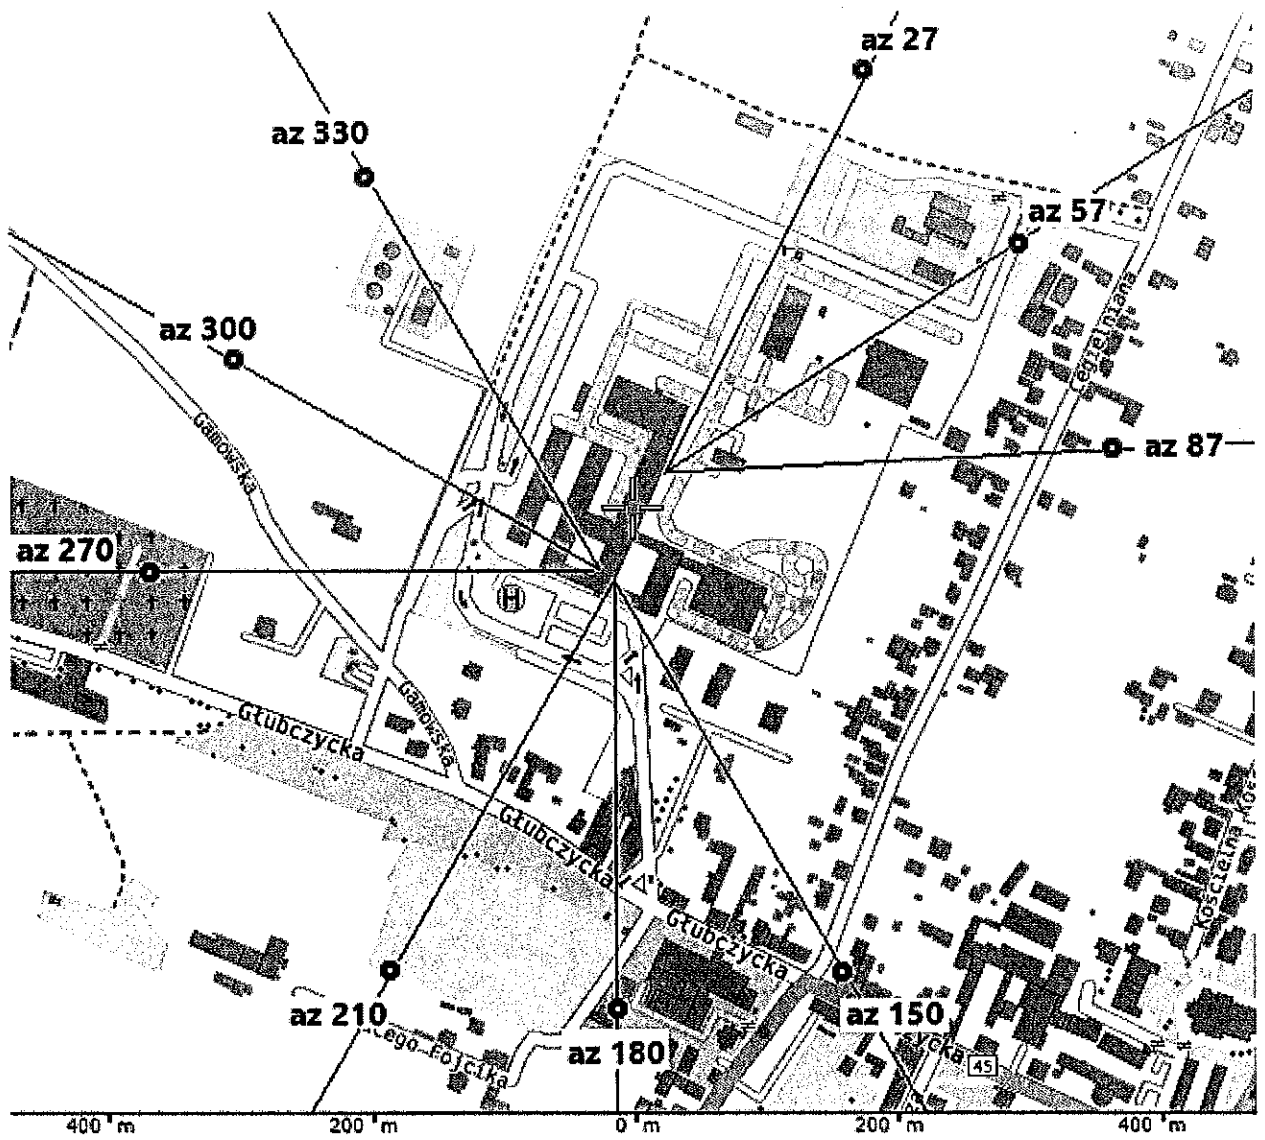 az 27
az 330
az 57
az 300
Cegielniana
Gamowska
az 87
az 270
H
Gamowska
Głubczycka
Głubczycka
Głubczycka
Kościelna
az 210
az 150
az 180
45
400 m
200 m
0 m
200 m
400 m